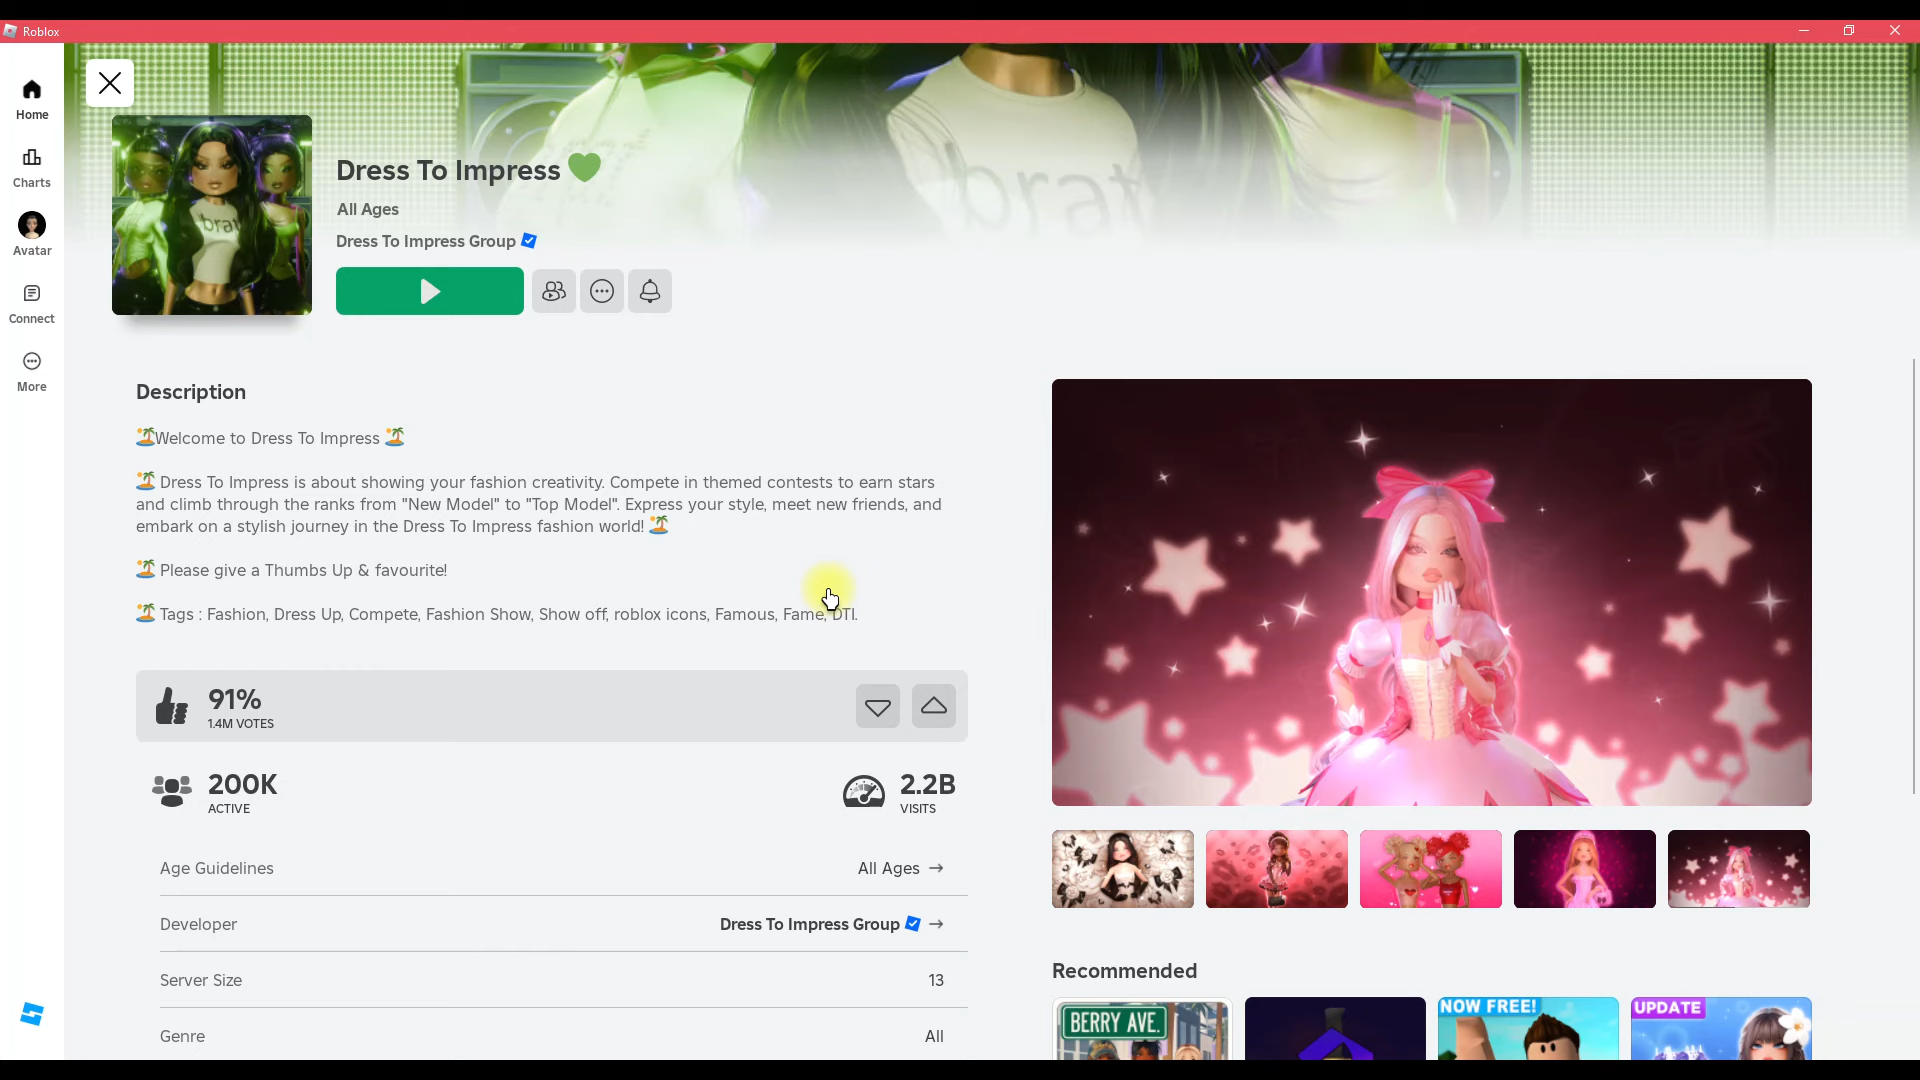 Roblox
Home
Charts
Avatar
Connect
More
brat
brat
Dress To Impress 💚
All Ages
Dress To Impress Group
Description
🏝️Welcome to Dress To Impress 🏝️
🏝️ Dress To Impress is about showing your fashion creativity. Compete in themed contests to earn stars
and climb through the ranks from "New Model" to "Top Model". Express your style, meet new friends, and
embark on a stylish journey in the Dress To Impress fashion world! 🏝️
🏝️ Please give a Thumbs Up & favourite!
🏝️ Tags : Fashion, Dress Up, Compete, Fashion Show, Show off, roblox icons, Famous, Fame, DTI.
91%
1.4M VOTES
200K
ACTIVE
2.2B
VISITS
Age Guidelines
All Ages
Developer
Dress To Impress Group
Server Size
13
Genre
All
Recommended
BERRY AVE.
NOW FREE!
UPDATE